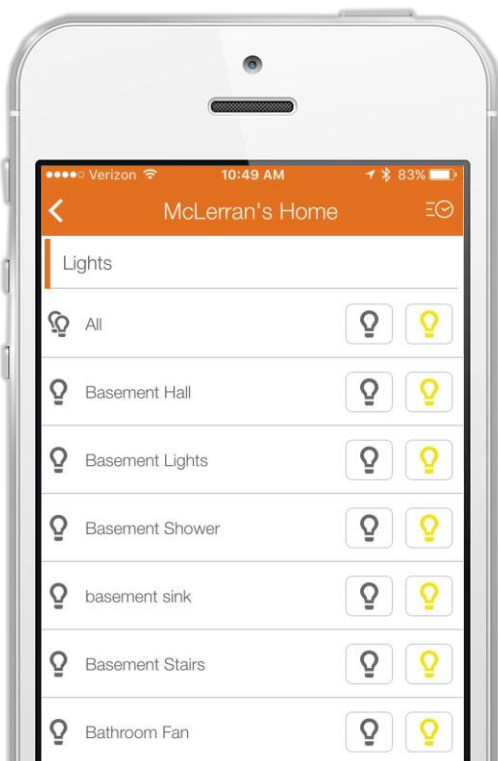 Verizon 10:49 AM 83%
McLerran's Home
Lights
All
Basement Hall
Basement Lights
Basement Shower
basement sink
Basement Stairs
Bathroom Fan